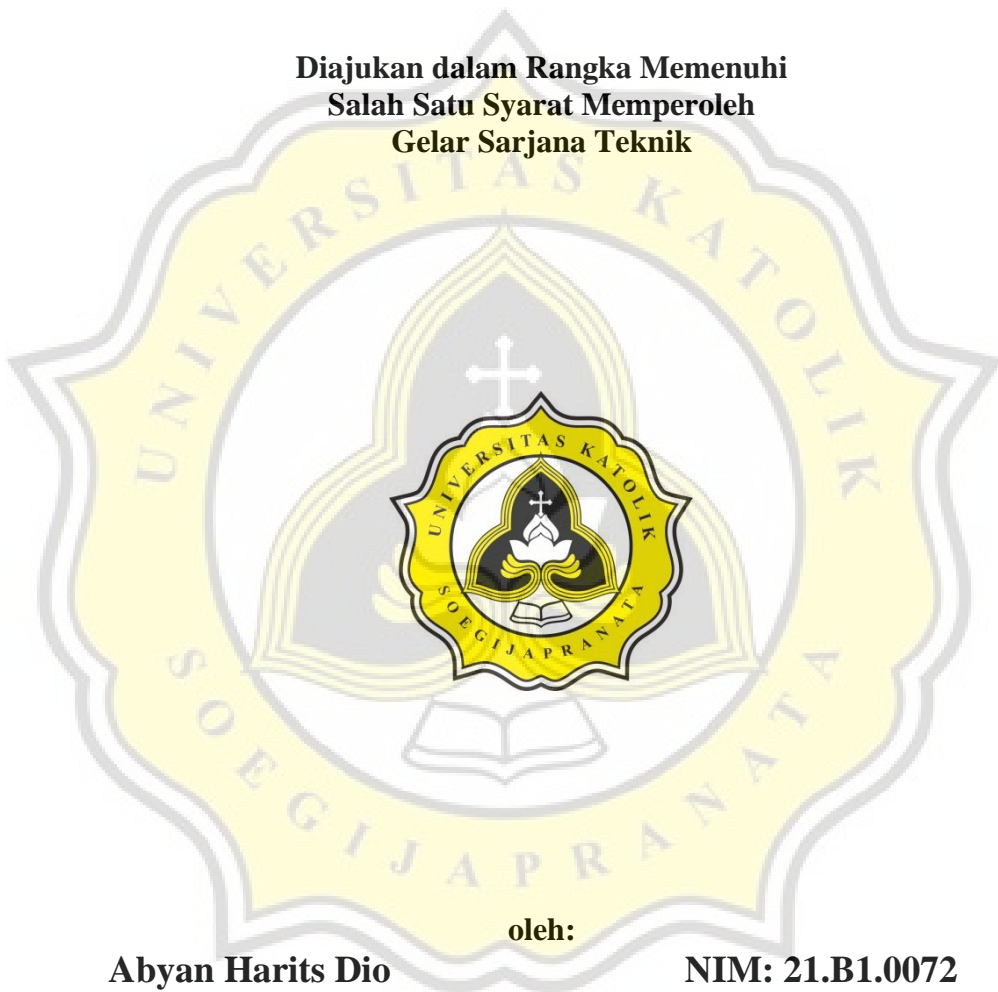 Diajukan dalam Rangka Memenuhi
Salah Satu Syarat Memperoleh
Gelar Sarjana Teknik
UNIVERSITAS KATOLIK
SOEGIJAPRANATA
UNIVERSITAS KATOLIK
SOEGIJAPRANATA
oleh:
Abyan Harits Dio NIM: 21.B1.0072